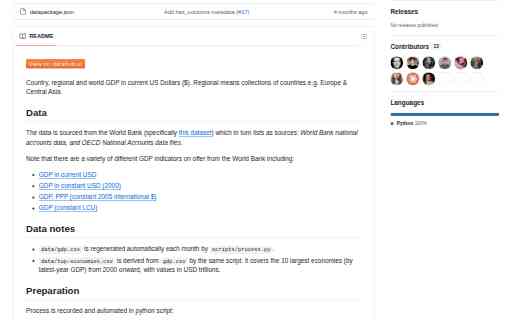 datapackage.json Add last_columns metadata (#17) 4 months ago
README
View on datahub.io
Country, regional and world GDP in current US Dollars ($). Regional means collections of countries e.g. Europe &
Central Asia.
Data
The data is sourced from the World Bank (specifically this dataset) which in turn lists as sources: World Bank national
accounts data, and OECD National Accounts data files.
Note that there are a variety of different GDP indicators on offer from the World Bank including:
GDP in current USD
GDP in constant USD (2000)
GDP, PPP (constant 2005 international $)
GDP (constant LCU)
Data notes
data/gdp.csv is regenerated automatically each month by scripts/process.py.
data/top-economies.csv is derived from gdp.csv by the same script: it covers the 10 largest economies (by
latest-year GDP) from 2000 onward, with values in USD trillions.
Preparation
Process is recorded and automated in python script:
Releases
No releases published
Contributors 13
Languages
Python 100%